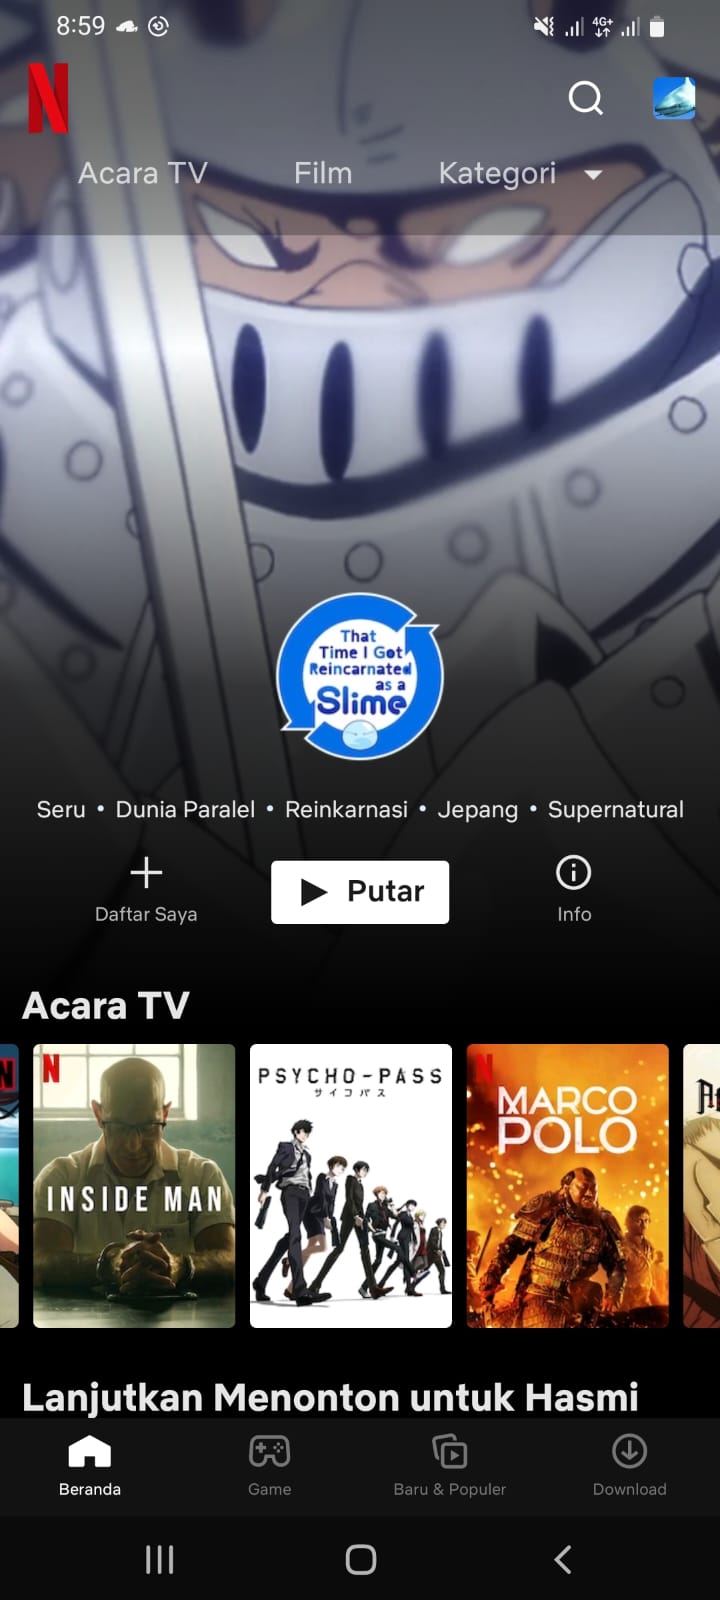 8:59
4G+
N
Acara TV
Film
Kategori
That
Time I Got
Reincarnated
as a
Slime
Seru • Dunia Paralel • Reinkarnasi • Jepang • Supernatural
Daftar Saya
Putar
Info
Acara TV
N
N
INSIDE MAN
PSYCHO-PASS
サイコパス
N
MARCO
POLO
Lanjutkan Menonton untuk Hasmi
Beranda
Game
Baru & Populer
Download